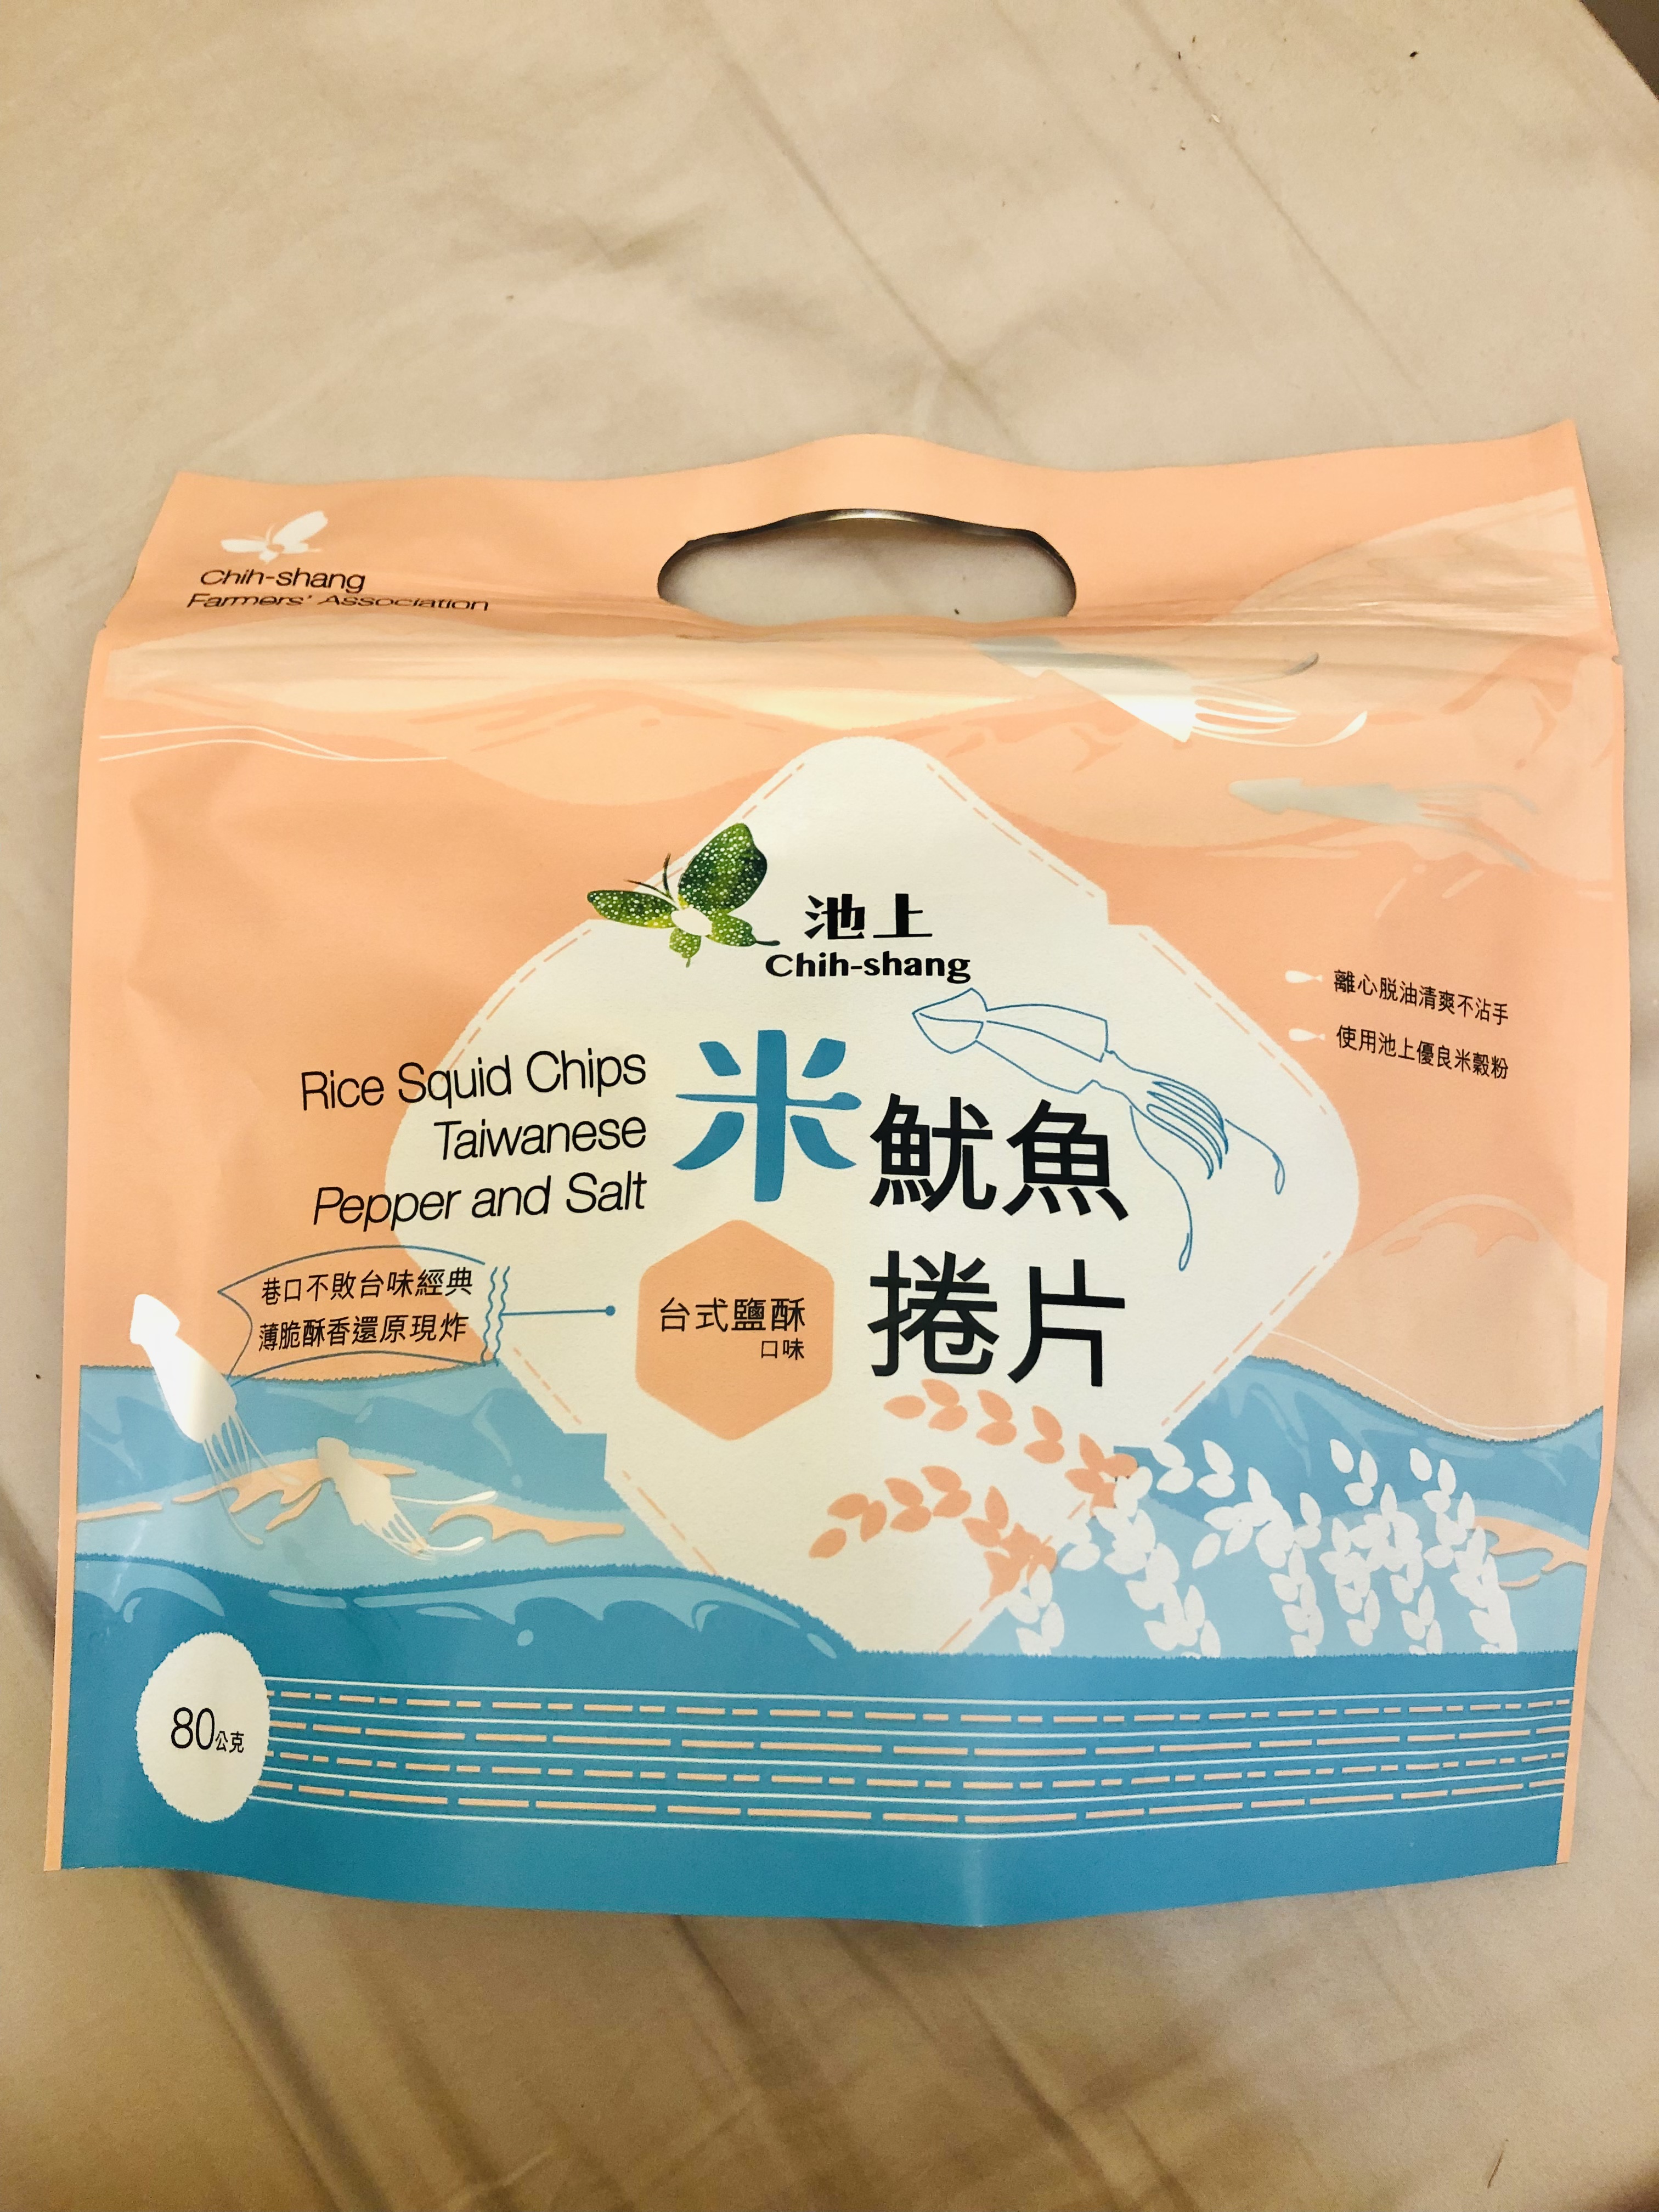 Chih-shang
Farmers' Association
池上
Chih-shang
離心脱油清爽不沾手
使用池上優良米穀粉
Rice Squid Chips
Taiwanese
Pepper and Salt
米魷魚
捲片
巷口不敗台味經典
薄脆酥香還原現炸
台式鹽酥
口味
80公克